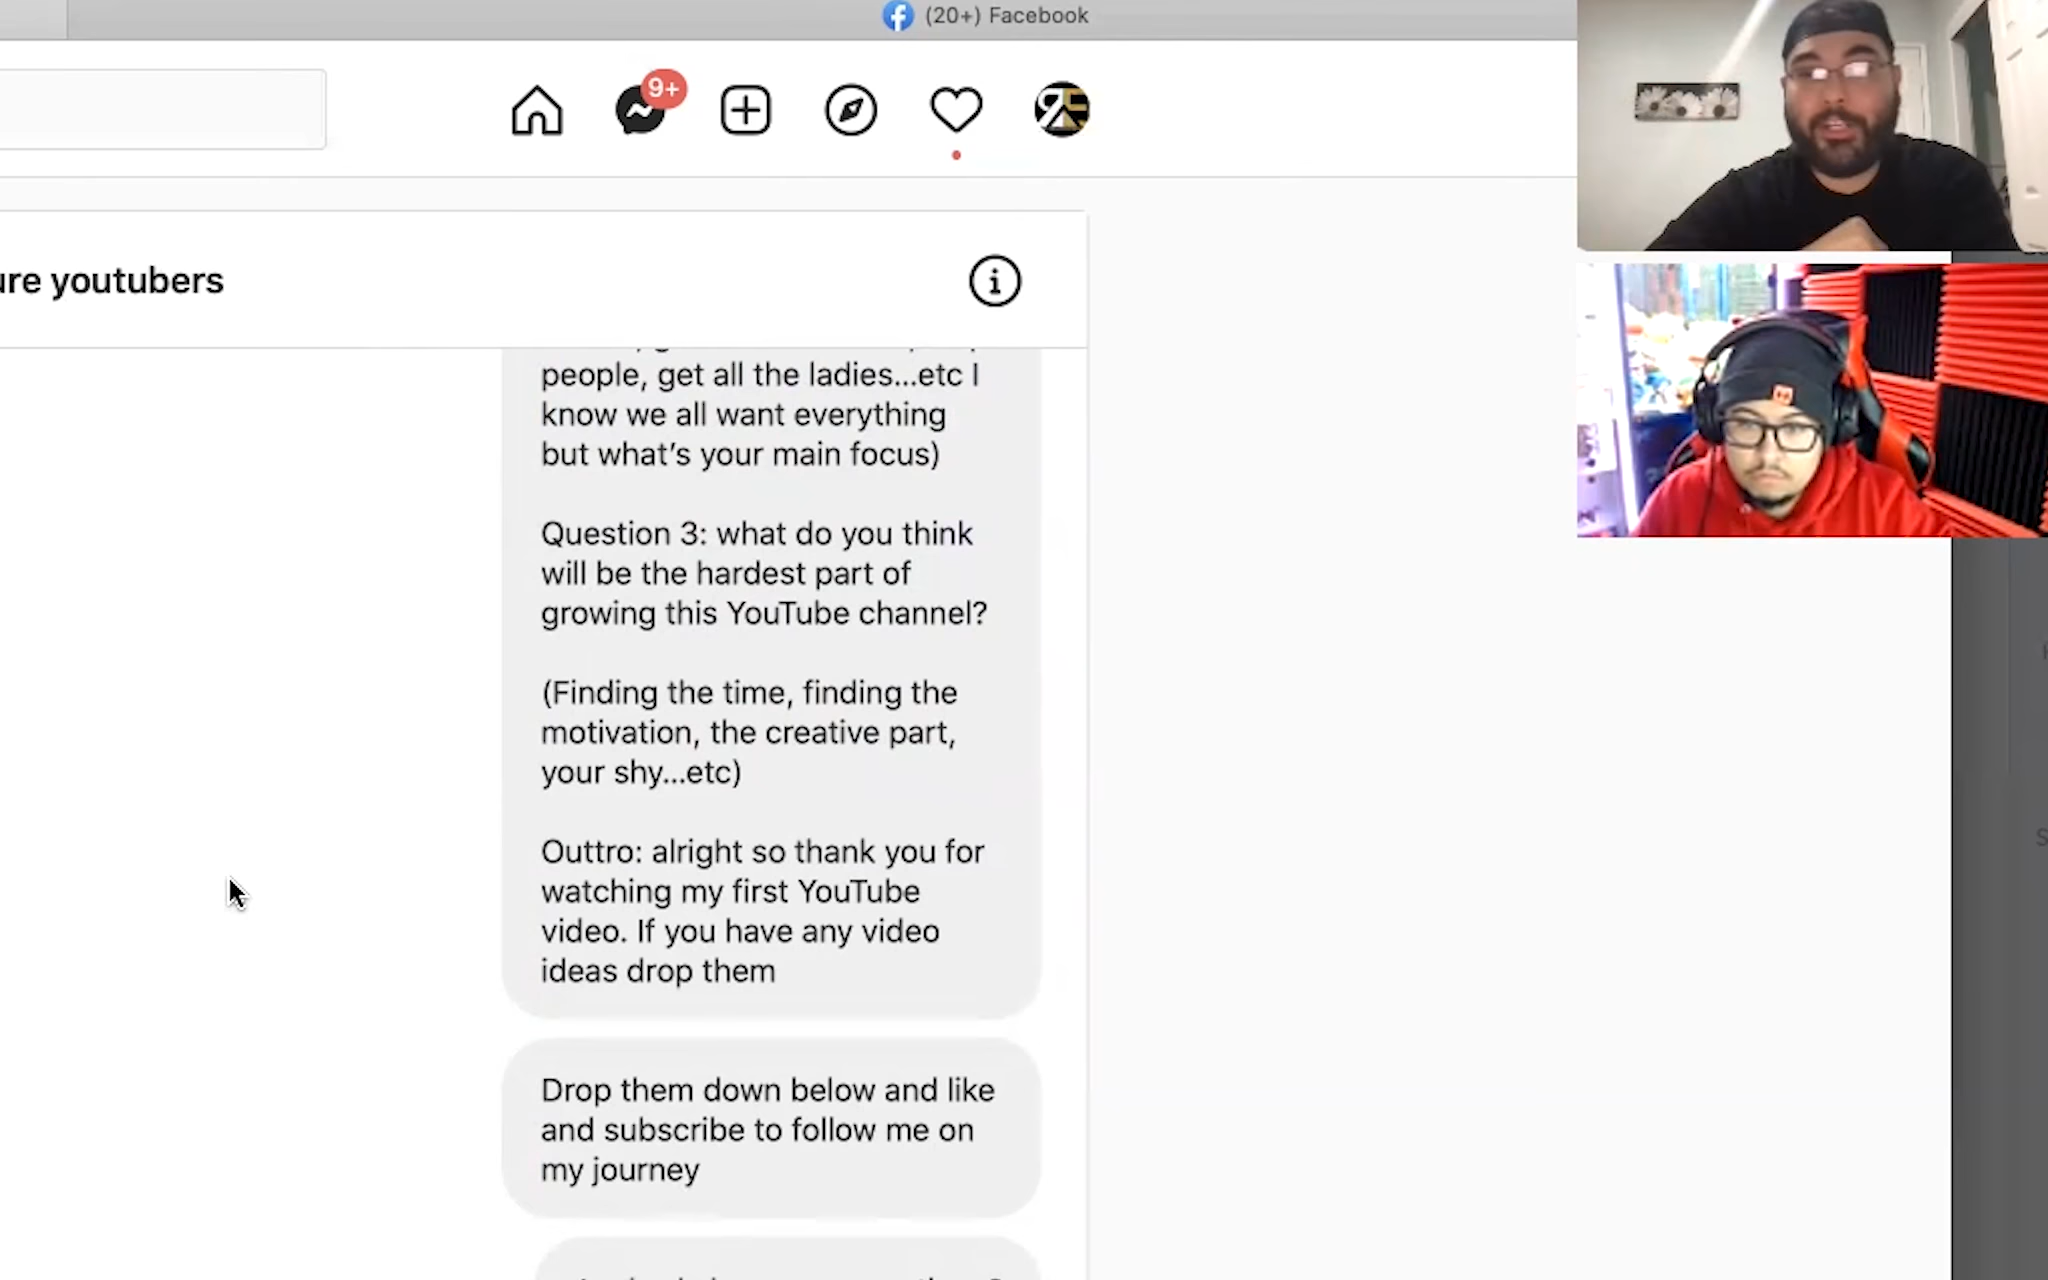 (20+) Facebook
9+
ure youtubers
people, get all the ladies...etc I
know we all want everything
but what's your main focus)
Question 3: what do you think
will be the hardest part of
growing this YouTube channel?
(Finding the time, finding the
motivation, the creative part,
your shy...etc)
Outtro: alright so thank you for
watching my first YouTube
video. If you have any video
ideas drop them
Drop them down below and like
and subscribe to follow me on
my journey